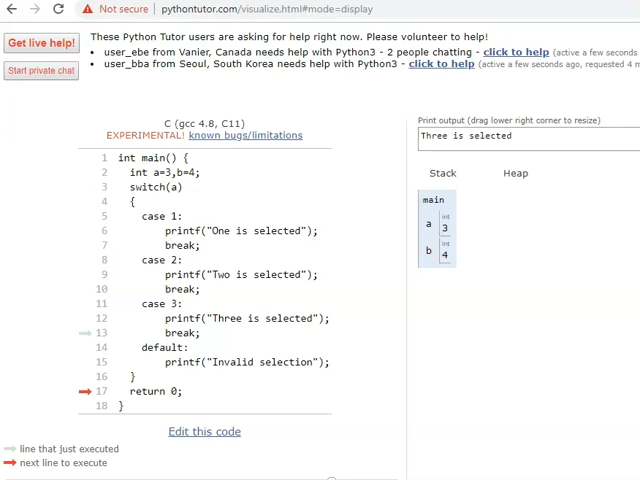 Not secure | pythontutor.com/visualize.html#mode=display
Get live help!
Start private chat
These Python Tutor users are asking for help right now. Please volunteer to help!
• user_ebe from Vanier, Canada needs help with Python3 - 2 people chatting - click to help (active a few seconds
• user_bba from Seoul, South Korea needs help with Python3 - click to help (active a few seconds ago, requested 4 m
C (gcc 4.8, C11)
EXPERIMENTAL! known bugs/limitations
1 int main() {
2 int a=3,b=4;
3 switch(a)
4 {
5 case 1:
6 printf("One is selected");
7 break;
8 case 2:
9 printf("Two is selected");
10 break;
11 case 3:
12 printf("Three is selected");
13 break;
14 default:
15 printf("Invalid selection");
16 }
17 return 0;
18 }
Edit this code
line that just executed
next line to execute
Print output (drag lower right corner to resize)
Three is selected
Stack Heap
main
int
a 3
int
b 4